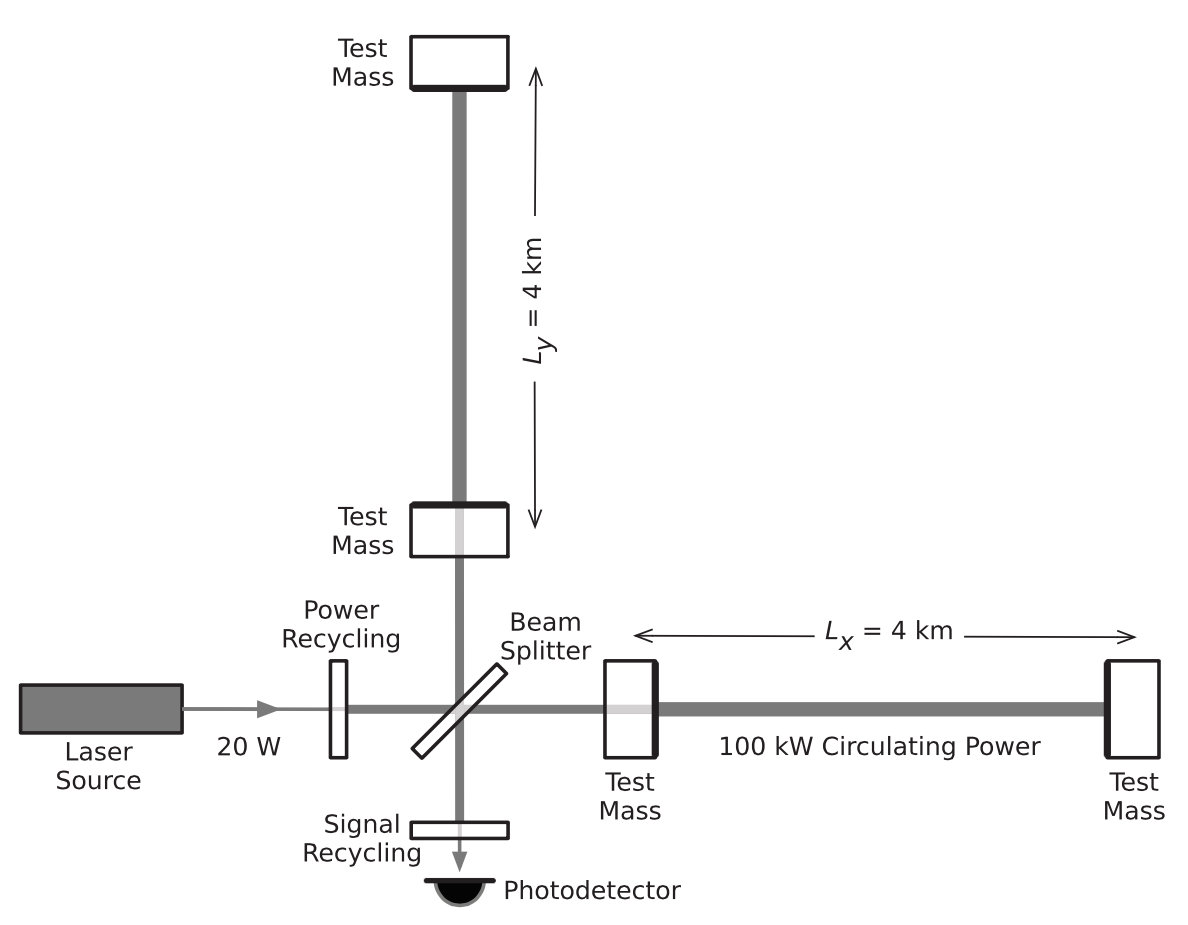 Test
Mass
L_y = 4 km
Test
Mass
Power
Recycling
Beam
Splitter
L_x = 4 km
Laser
Source
20 W
100 kW Circulating Power
Test
Mass
Test
Mass
Signal
Recycling
Photodetector